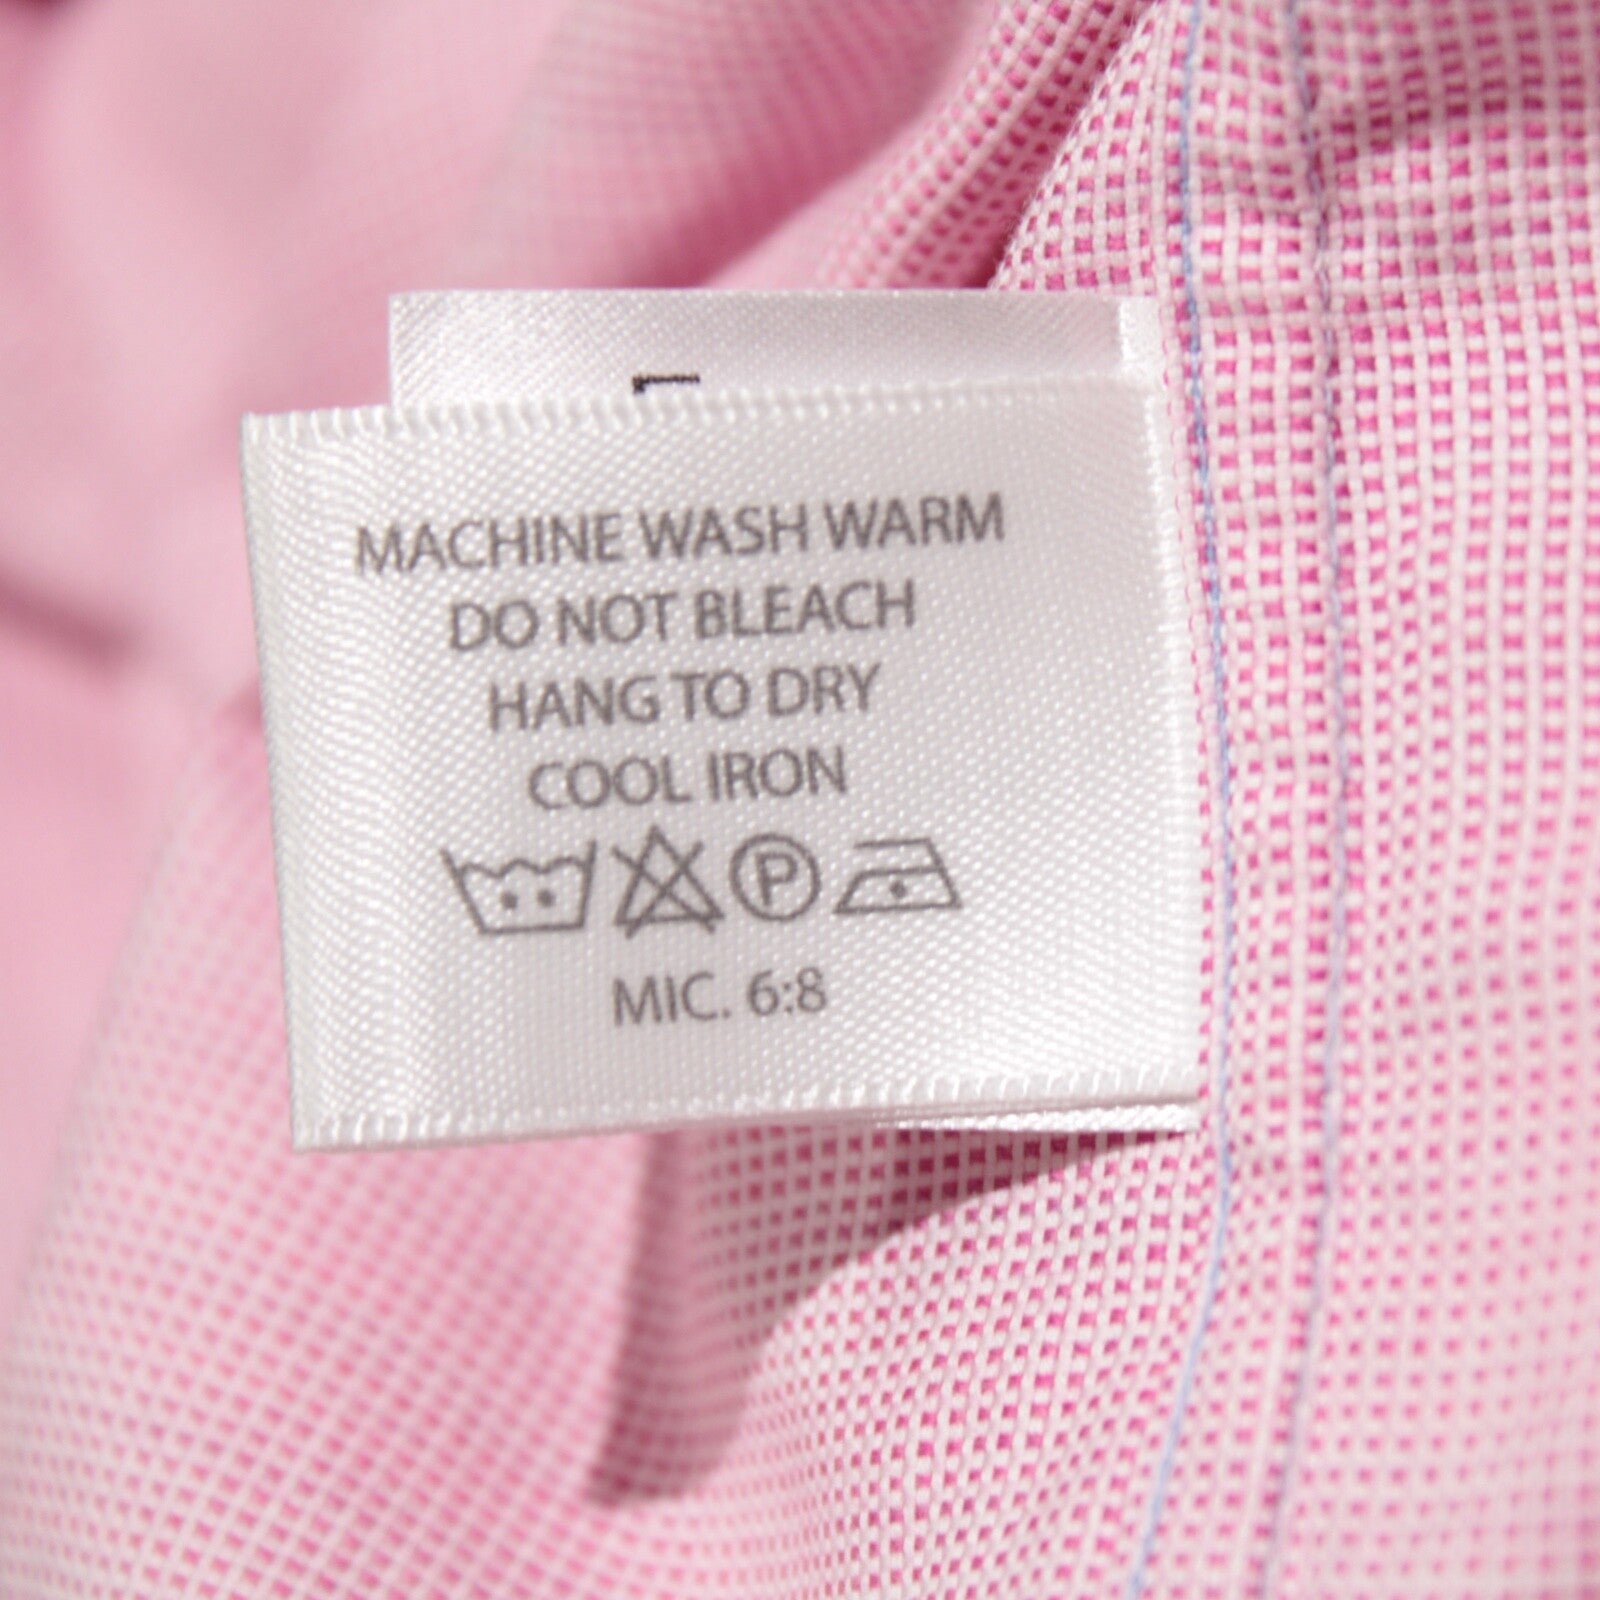 MACHINE WASH WARM
DO NOT BLEACH
HANG TO DRY
COOL IRON
P
MIC. 6:8